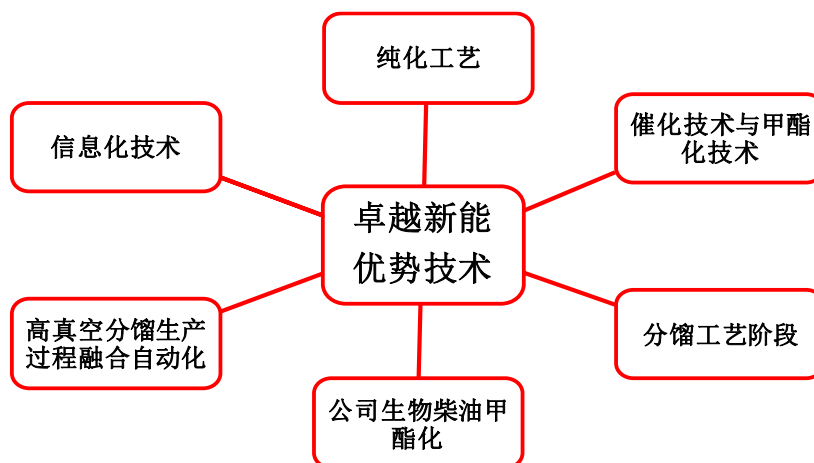 纯化工艺
信息化技术
催化技术与甲酯
化技术
卓越新能
优势技术
高真空分馏生产
过程融合自动化
分馏工艺阶段
公司生物柴油甲
酯化